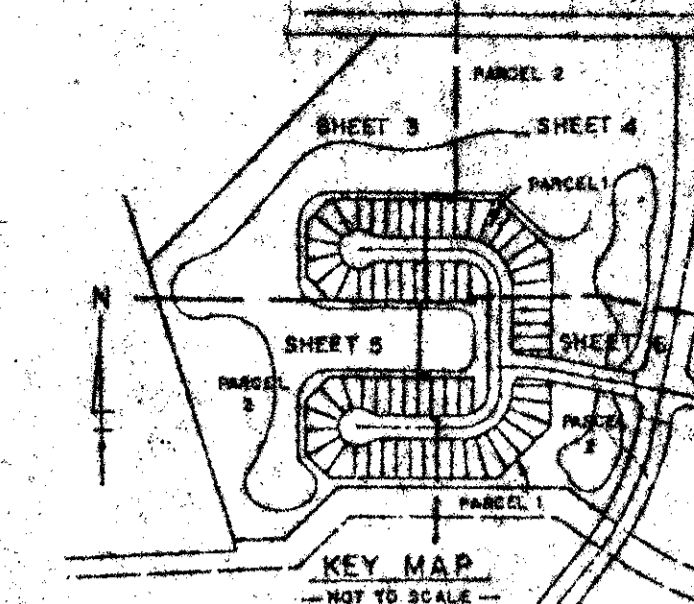 PARCEL 2
SHEET 3
SHEET 4
PARCEL 1
N
SHEET 5
SHEET 6
PARCEL
2
PARCEL
2
PARCEL 1
KEY MAP
— NOT TO SCALE —